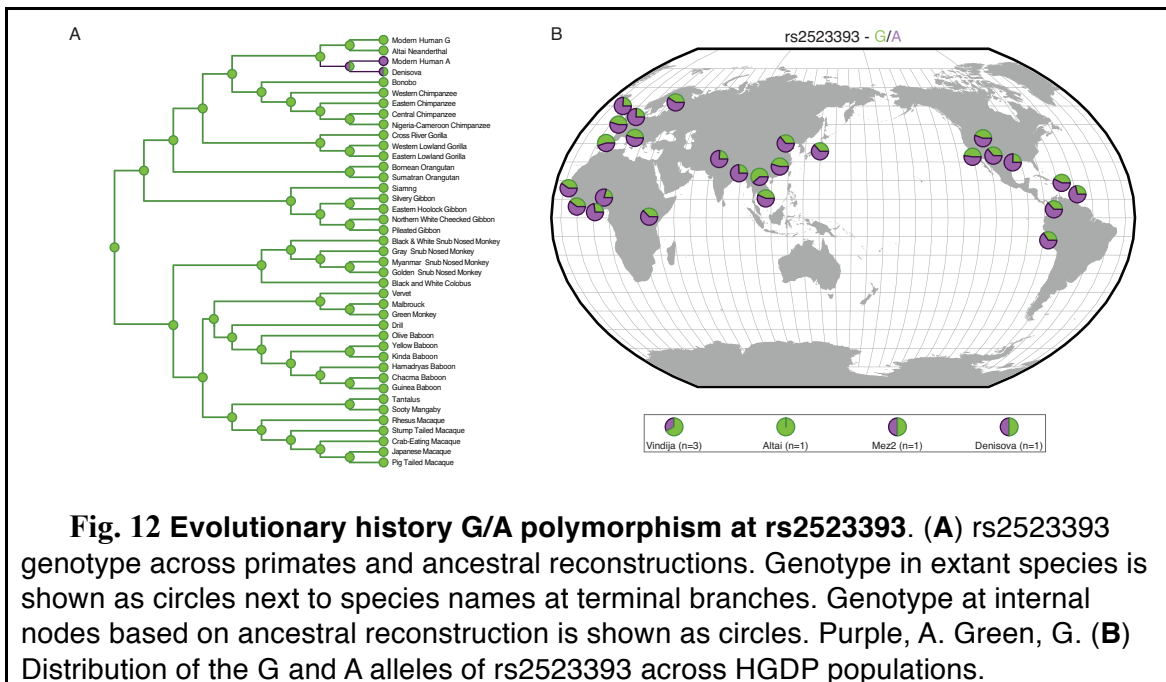 A
Modern Human G
Altai Neanderthal
Modern Human A
Denisova
Bonobo
Western Chimpanzee
Eastern Chimpanzee
Central Chimpanzee
Nigeria-Cameroon Chimpanzee
Cross River Gorilla
Western Lowland Gorilla
Eastern Lowland Gorilla
Bornean Orangutan
Sumatran Orangutan
Siamng
Silvery Gibbon
Eastern Hoolock Gibbon
Northern White Cheecked Gibbon
Pileated Gibbon
Black & White Snub Nosed Monkey
Gray Snub Nosed Monkey
Myanmar Snub Nosed Monkey
Golden Snub Nosed Monkey
Black and White Colobus
Vervet
Malbrouck
Green Monkey
Drill
Olive Baboon
Yellow Baboon
Kinda Baboon
Hamadryas Baboon
Chacma Baboon
Guinea Baboon
Tantalus
Sooty Mangaby
Rhesus Macaque
Stump Tailed Macaque
Crab-Eating Macaque
Japanese Macaque
Pig Tailed Macaque
B
rs2523393 - G/A
Vindija (n=3)
Altai (n=1)
Mez2 (n=1)
Denisova (n=1)
Fig. 12 Evolutionary history G/A polymorphism at rs2523393. (A) rs2523393
genotype across primates and ancestral reconstructions. Genotype in extant species is
shown as circles next to species names at terminal branches. Genotype at internal
nodes based on ancestral reconstruction is shown as circles. Purple, A. Green, G. (B)
Distribution of the G and A alleles of rs2523393 across HGDP populations.